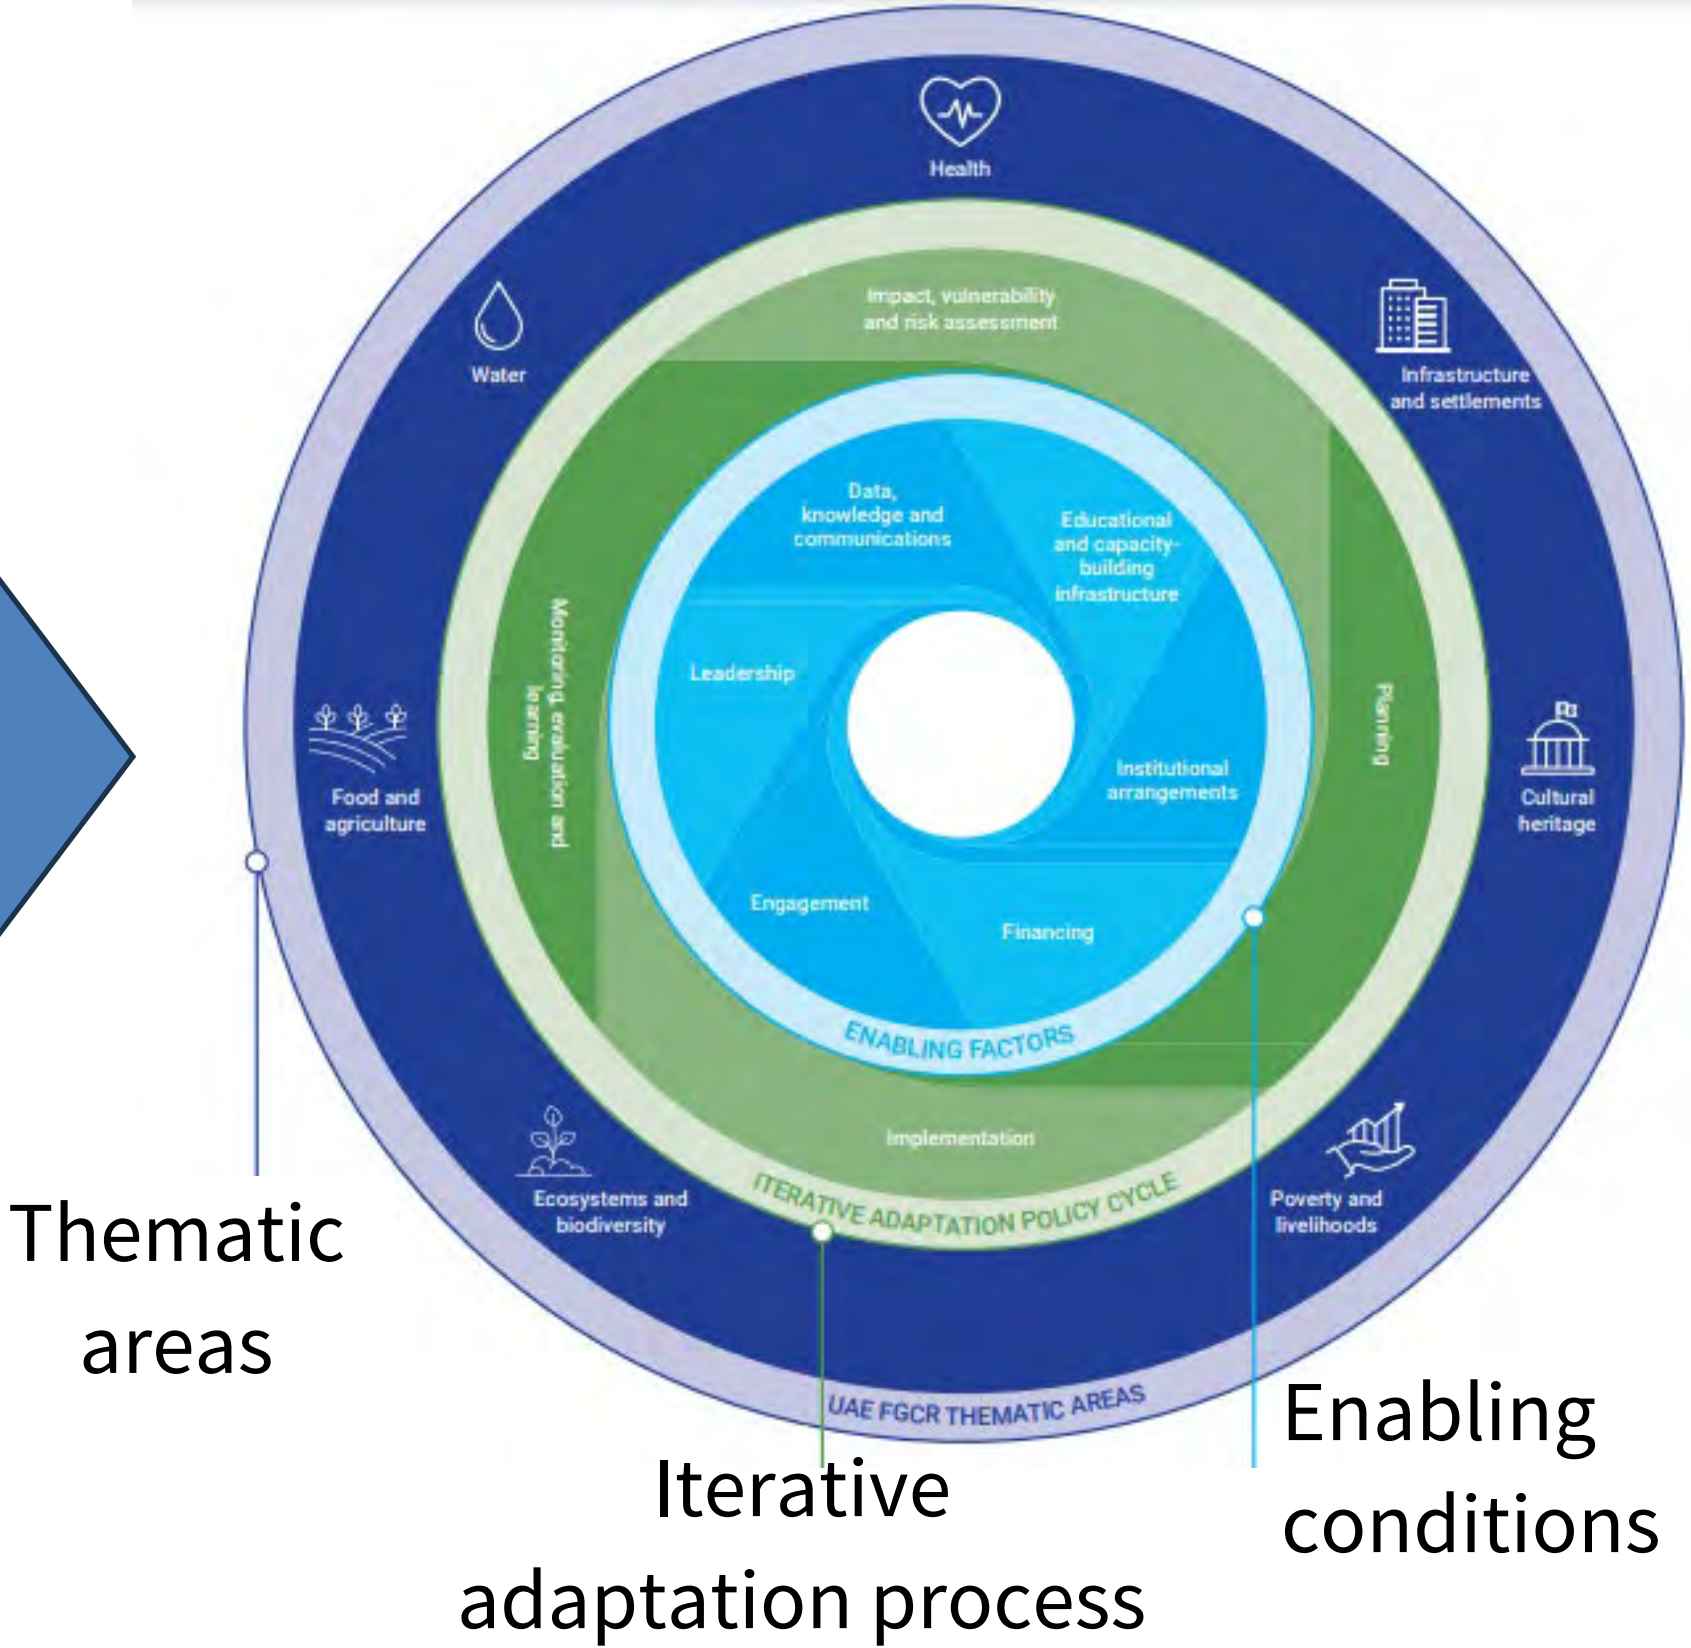 Health
Water
Infrastructure
and settlements
Impact, vulnerability
and risk assessment
Data,
knowledge and
communications
Educational
and capacity-
building
infrastructure
Monitoring, evaluation and
learning
Leadership
Planning
Food and
agriculture
Institutional
arrangements
Cultural
heritage
Engagement
Financing
ENABLING FACTORS
Implementation
ITERATIVE ADAPTATION POLICY CYCLE
Ecosystems and
biodiversity
Poverty and
livelihoods
UAE FGCR THEMATIC AREAS
Thematic
areas
Iterative
adaptation process
Enabling
conditions